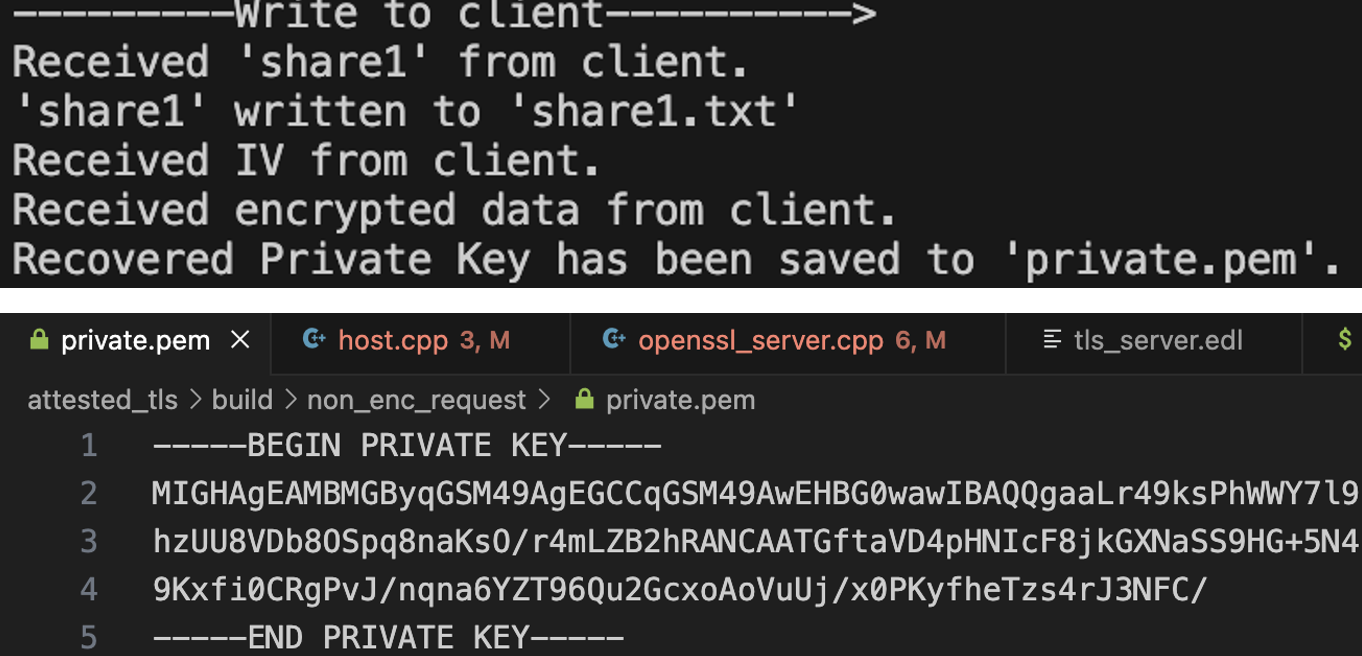 ---------Write to client---------->
Received 'share1' from client.
'share1' written to 'share1.txt'
Received IV from client.
Received encrypted data from client.
Recovered Private Key has been saved to 'private.pem'.
private.pem × host.cpp 3, M openssl_server.cpp 6, M tls_server.edl $
attested_tls > build > non_enc_request > private.pem
1 -----BEGIN PRIVATE KEY-----
2 MIGHAgEAMBMGByqGSM49AgEGCCqGSM49AwEHBG0wawIBAQQgaaLr49ksPhWWY7l9
3 hzUU8VDb8OSpq8naKsO/r4mLZB2hRANCAATGftaVD4pHNIcF8jkGXNaSS9HG+5N4
4 9Kxfi0CRgPvJ/nqna6YZT96Qu2GcxoAoVuUj/x0PKyfheTzs4rJ3NFC/
5 -----END PRIVATE KEY-----